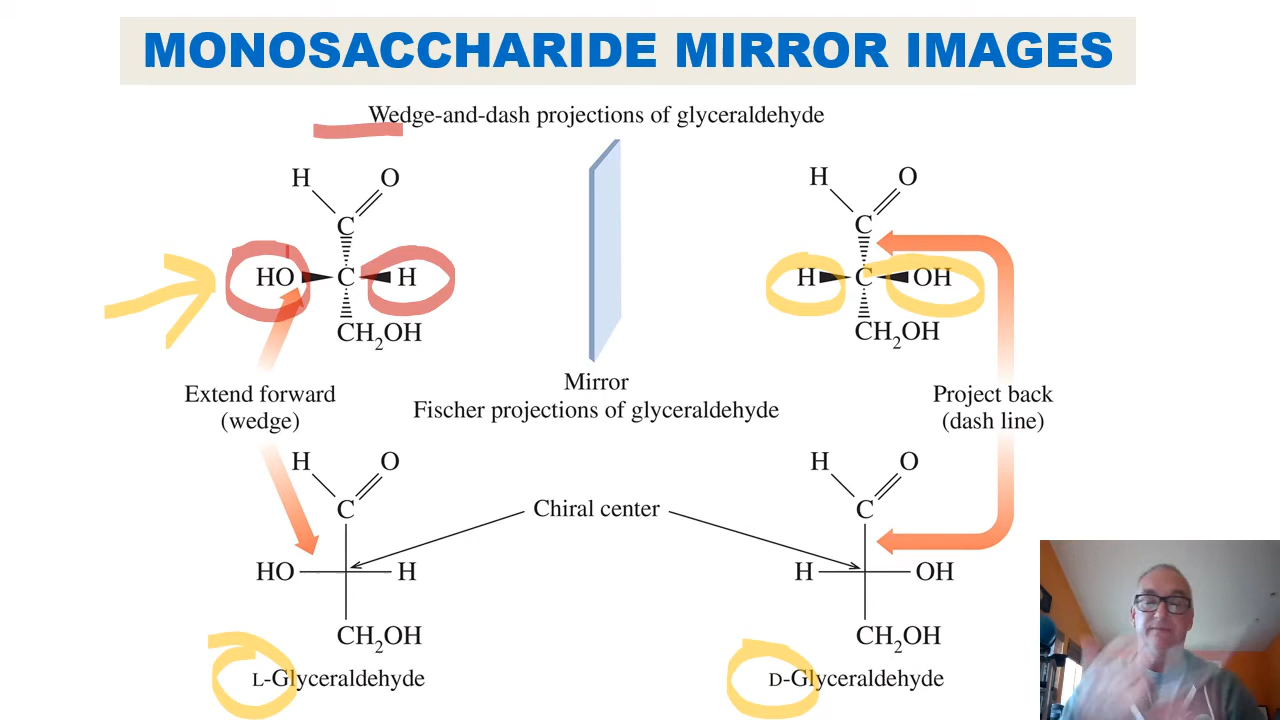 MONOSACCHARIDE MIRROR IMAGES
Wedge-and-dash projections of glyceraldehyde
H O H O
C C
HO C H H C OH
CH₂OH CH₂OH
Mirror
Extend forward
(wedge)
Fischer projections of glyceraldehyde
Project back
(dash line)
H O H O
C C
Chiral center
HO H H OH
CH₂OH CH₂OH
L-Glyceraldehyde D-Glyceraldehyde